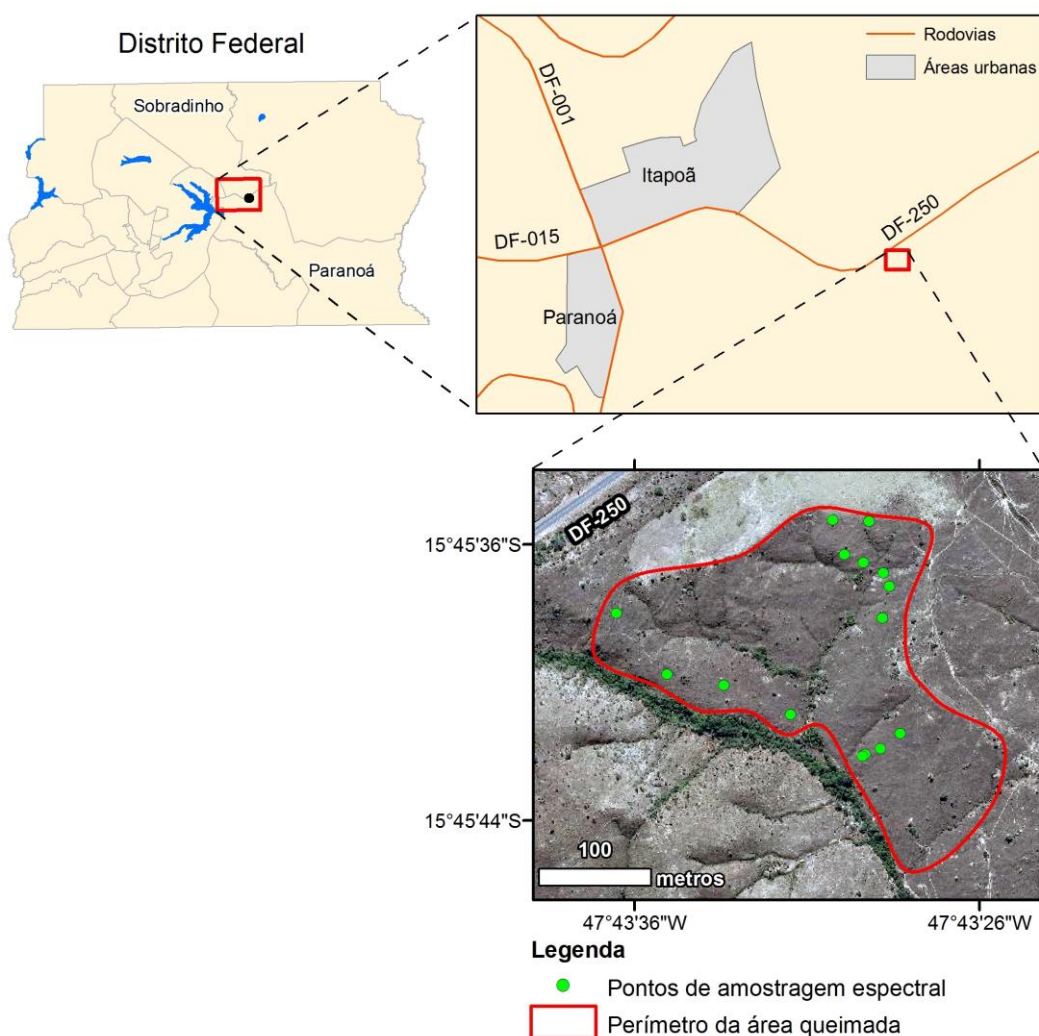 Distrito Federal
Sobradinho
Paranoá
Rodovias
Áreas urbanas
DF-001
Itapoã
DF-015
DF-250
Paranoá
DF-250
15°45'36"S
15°45'44"S
100
metros
47°43'36"W
47°43'26"W
Legenda
Pontos de amostragem espectral
Perímetro da área queimada